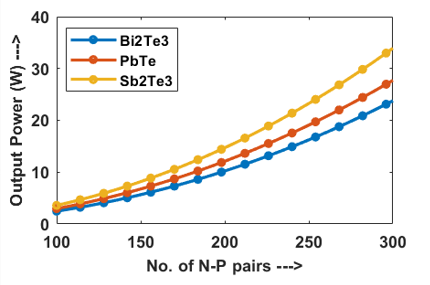 40
30
20
10
0
Output Power (W) --->
Bi2Te3
PbTe
Sb2Te3
100
150
200
250
300
No. of N-P pairs --->